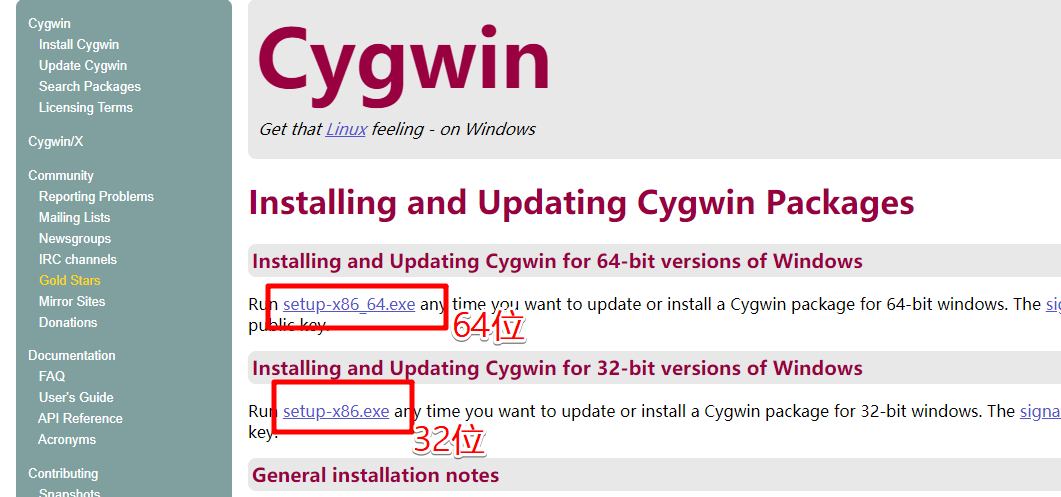 Cygwin
Install Cygwin
Update Cygwin
Search Packages
Licensing Terms
Cygwin/X
Community
Reporting Problems
Mailing Lists
Newsgroups
IRC channels
Gold Stars
Mirror Sites
Donations
Documentation
FAQ
User's Guide
API Reference
Acronyms
Contributing
Snapshots
Cygwin
Get that Linux feeling - on Windows
Installing and Updating Cygwin Packages
Installing and Updating Cygwin for 64-bit versions of Windows
Run setup-x86_64.exe any time you want to update or install a Cygwin package for 64-bit windows. The sig
public key.
64位
Installing and Updating Cygwin for 32-bit versions of Windows
Run setup-x86.exe any time you want to update or install a Cygwin package for 32-bit windows. The signa
key.
32位
General installation notes